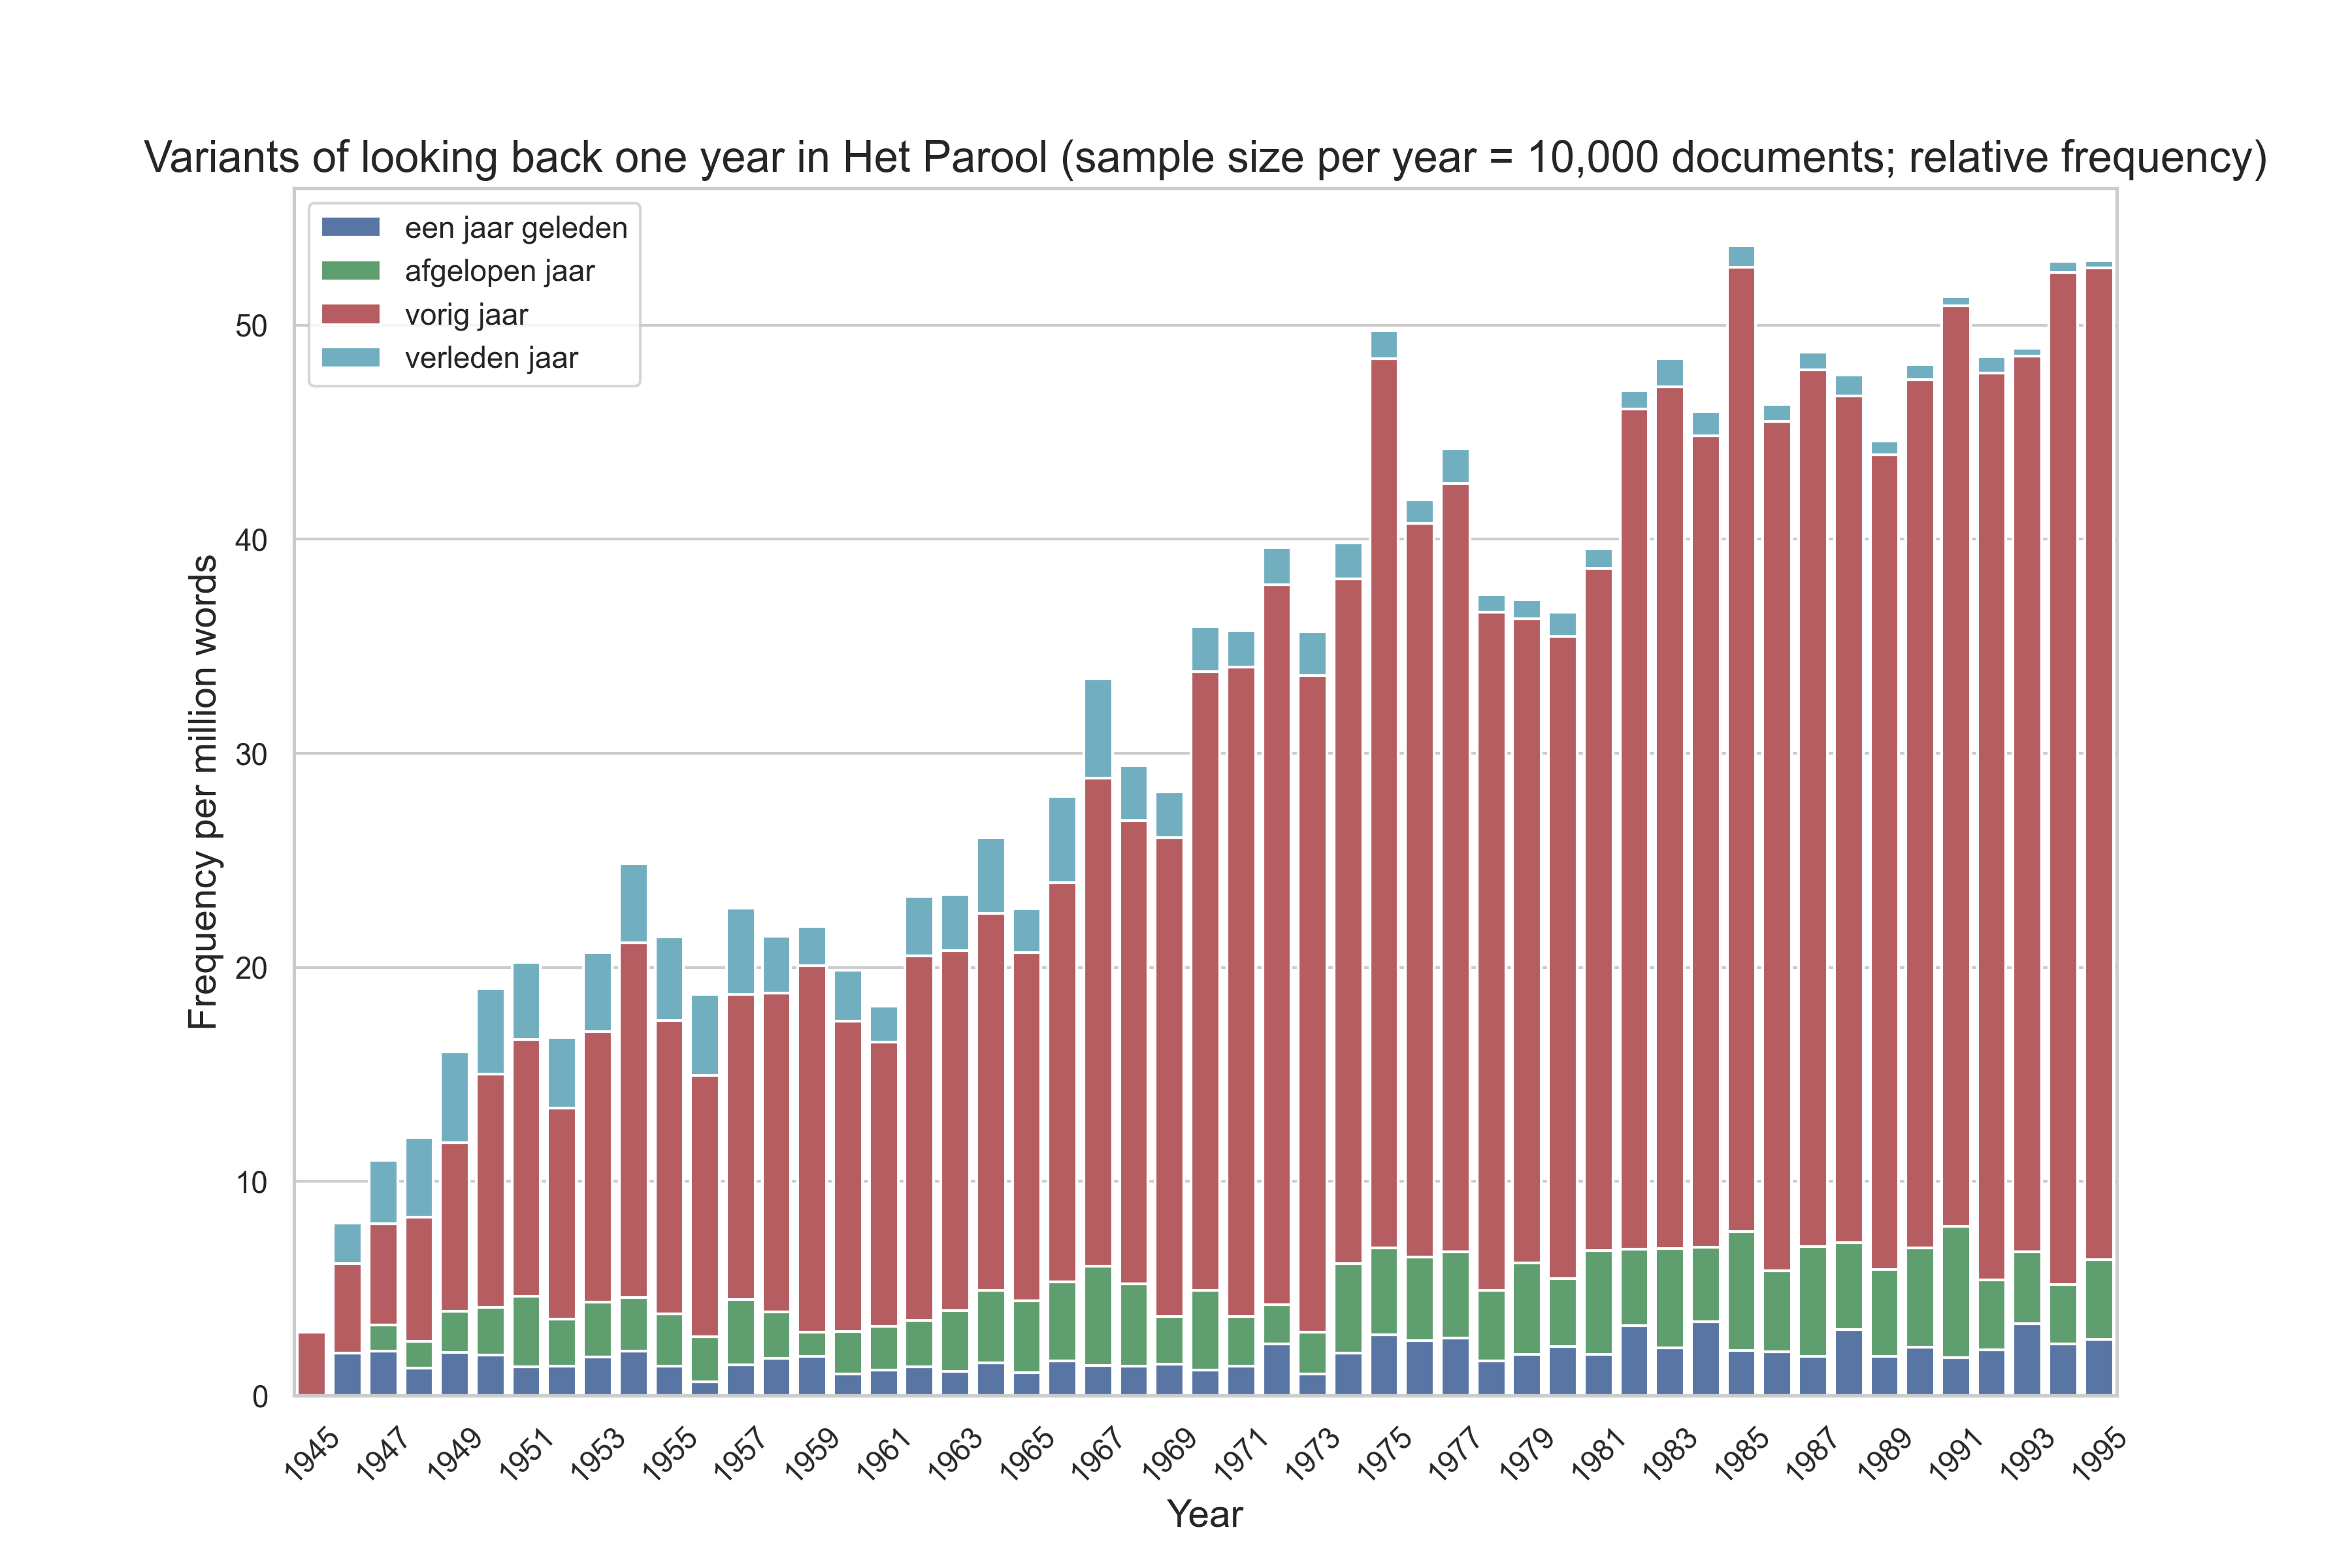 Variants of looking back one year in Het Parool (sample size per year = 10,000 documents; relative frequency)
een jaar geleden
afgelopen jaar
vorig jaar
verleden jaar
Frequency per million words
50
40
30
20
10
0
1945 1947 1949 1951 1953 1955 1957 1959 1961 1963 1965 1967 1969 1971 1973 1975 1977 1979 1981 1983 1985 1987 1989 1991 1993 1995
Year